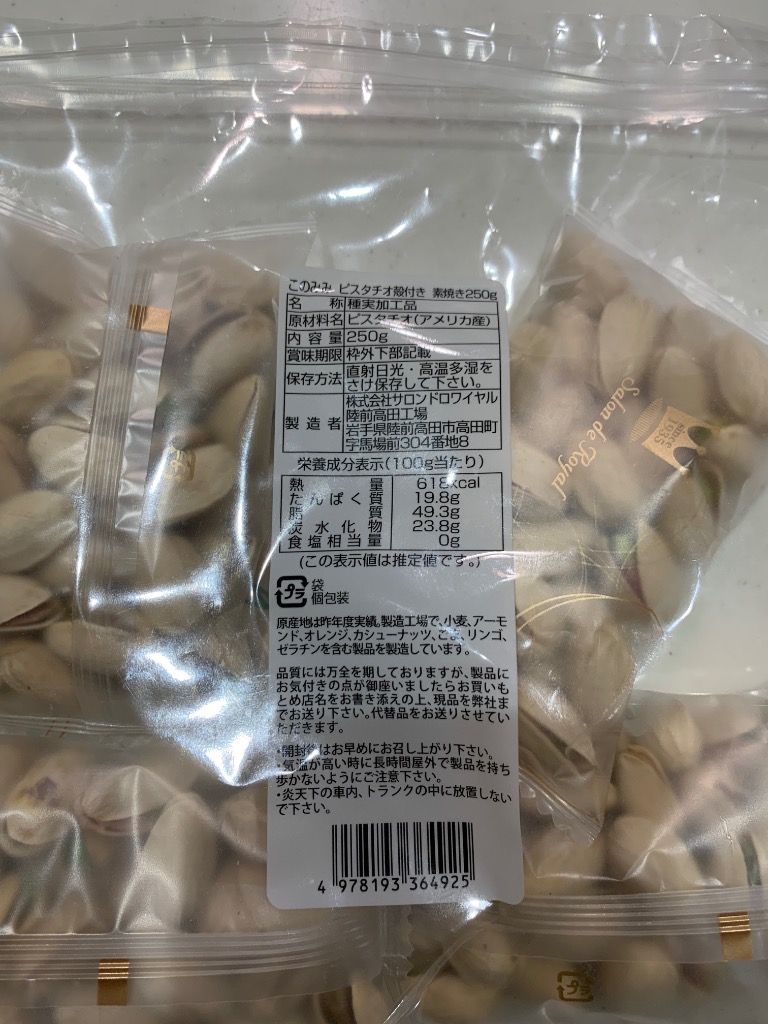 このみみ ピスタチオ殻付き 素焼き250g
名称 種実加工品
原材料名 ピスタチオ(アメリカ産)
内容量 250g
賞味期限 枠外下部記載
保存方法 直射日光・高温多湿を
さけ保存して下さい。
製造者 株式会社サロンドロワイヤル
陸前高田工場
岩手県陸前高田市高田町
字馬場前304番地8
栄養成分表示(100g当たり)
熱量 618kcal
たんぱく質 19.8g
脂質 49.3g
炭水化物 23.8g
食塩相当量 0g
(この表示値は推定値です。)
プラ 袋
個包装
原産地は昨年度実績。製造工場で、小麦、アーモ
ンド、オレンジ、カシューナッツ、ごま、リンゴ、
ゼラチンを含む製品を製造しています。
品質には万全を期しておりますが、製品に
お気付きの点が御座いましたらお買いも
とめ店名をお書き添えの上、現品を弊社ま
でお送り下さい。代替品をお送りさせてい
ただきます。
・開封後はお早めにお召し上がり下さい。
・気温が高い時に長時間屋外で製品を持ち
歩かないようにご注意下さい。
・炎天下の車内、トランクの中に放置しない
で下さい。
4 978193 364925
Salon de Royal
since
1935
プラ